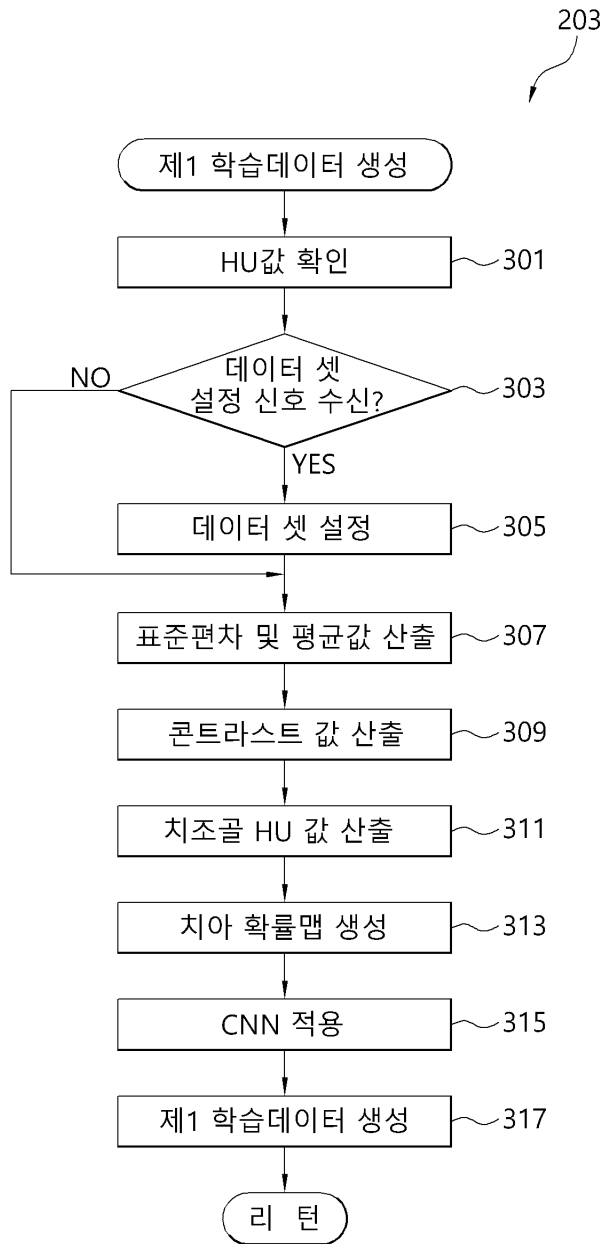 203
제1 학습데이터 생성
HU값 확인
301
데이터 셋
설정 신호 수신?
303
NO
YES
데이터 셋 설정
305
표준편차 및 평균값 산출
307
콘트라스트 값 산출
309
치조골 HU 값 산출
311
치아 확률맵 생성
313
CNN 적용
315
제1 학습데이터 생성
317
리 턴